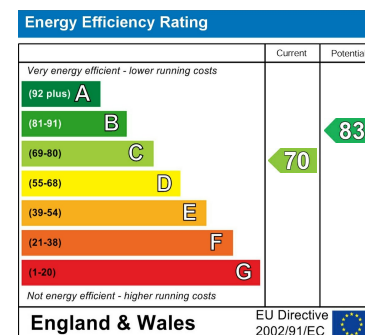 Energy Efficiency Rating
Current Potential
Very energy efficient - lower running costs
(92 plus) A
(81-91) B
83
(69-80) C
70
(55-68) D
(39-54) E
(21-38) F
(1-20) G
Not energy efficient - higher running costs
England & Wales
EU Directive
2002/91/EC